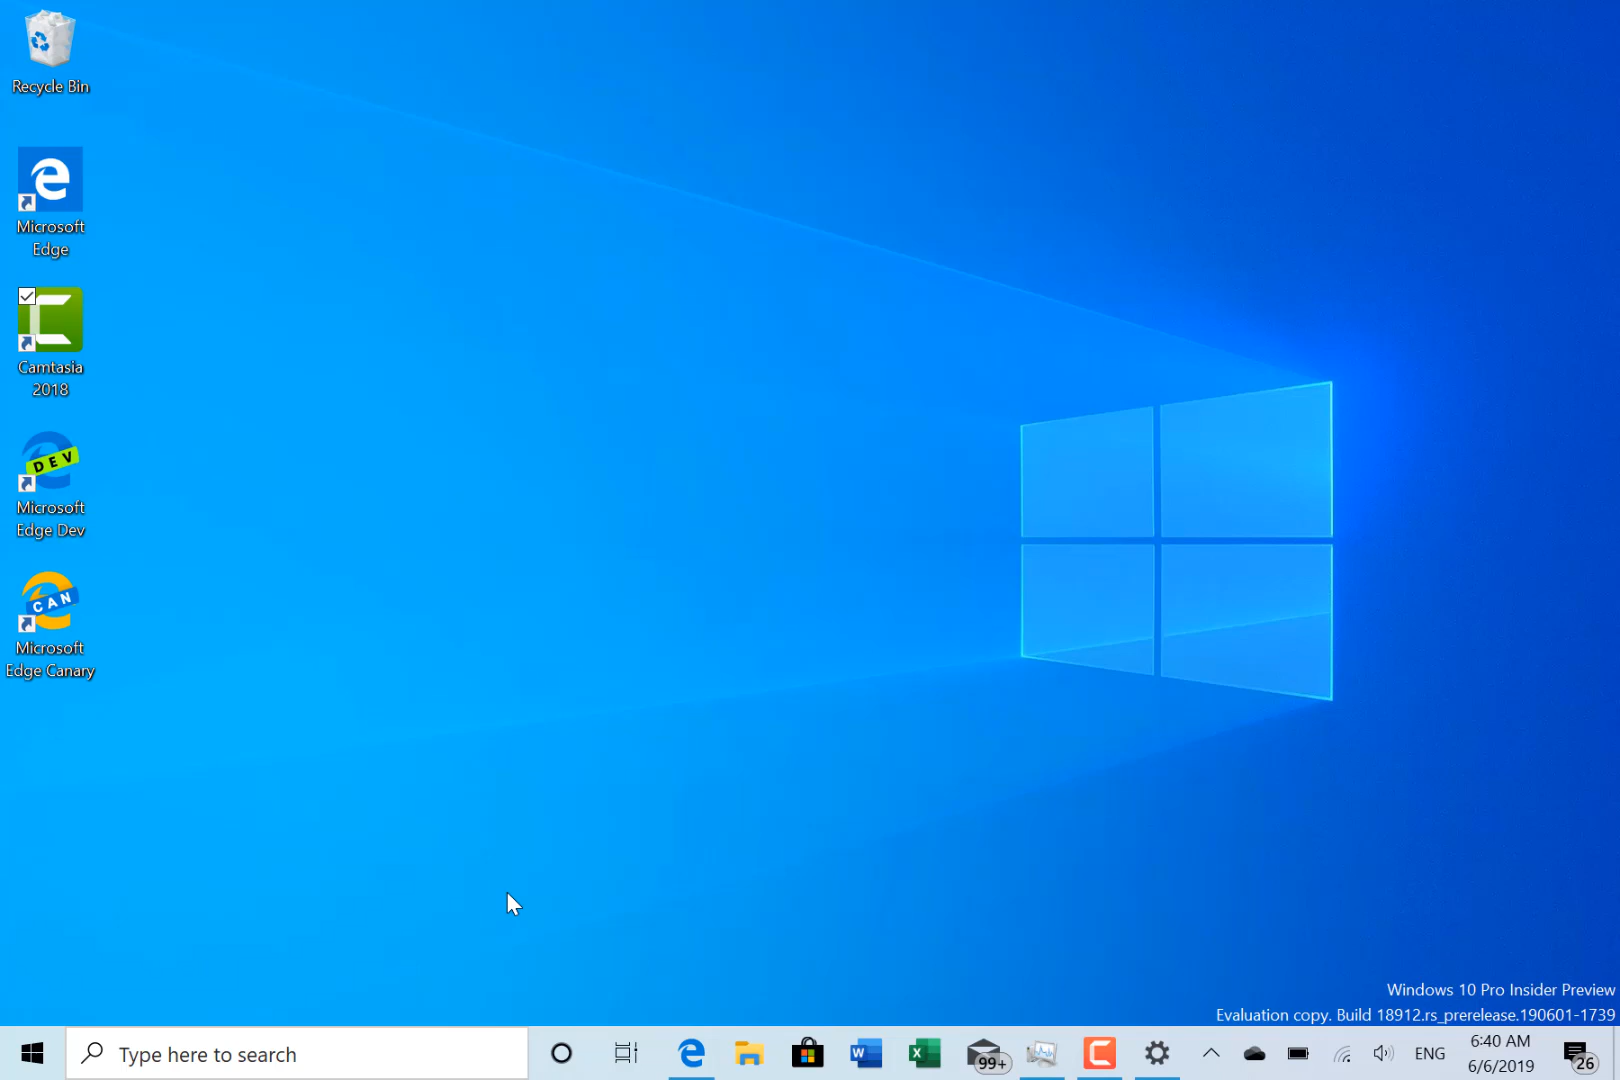 Recycle Bin
Microsoft
Edge
Camtasia
2018
DEV
Microsoft
Edge Dev
CAN
Microsoft
Edge Canary
Windows 10 Pro Insider Preview
Evaluation copy. Build 18912.rs_prerelease.190601-1739
Type here to search
W
X
99+
ENG
6:40 AM
6/6/2019
26